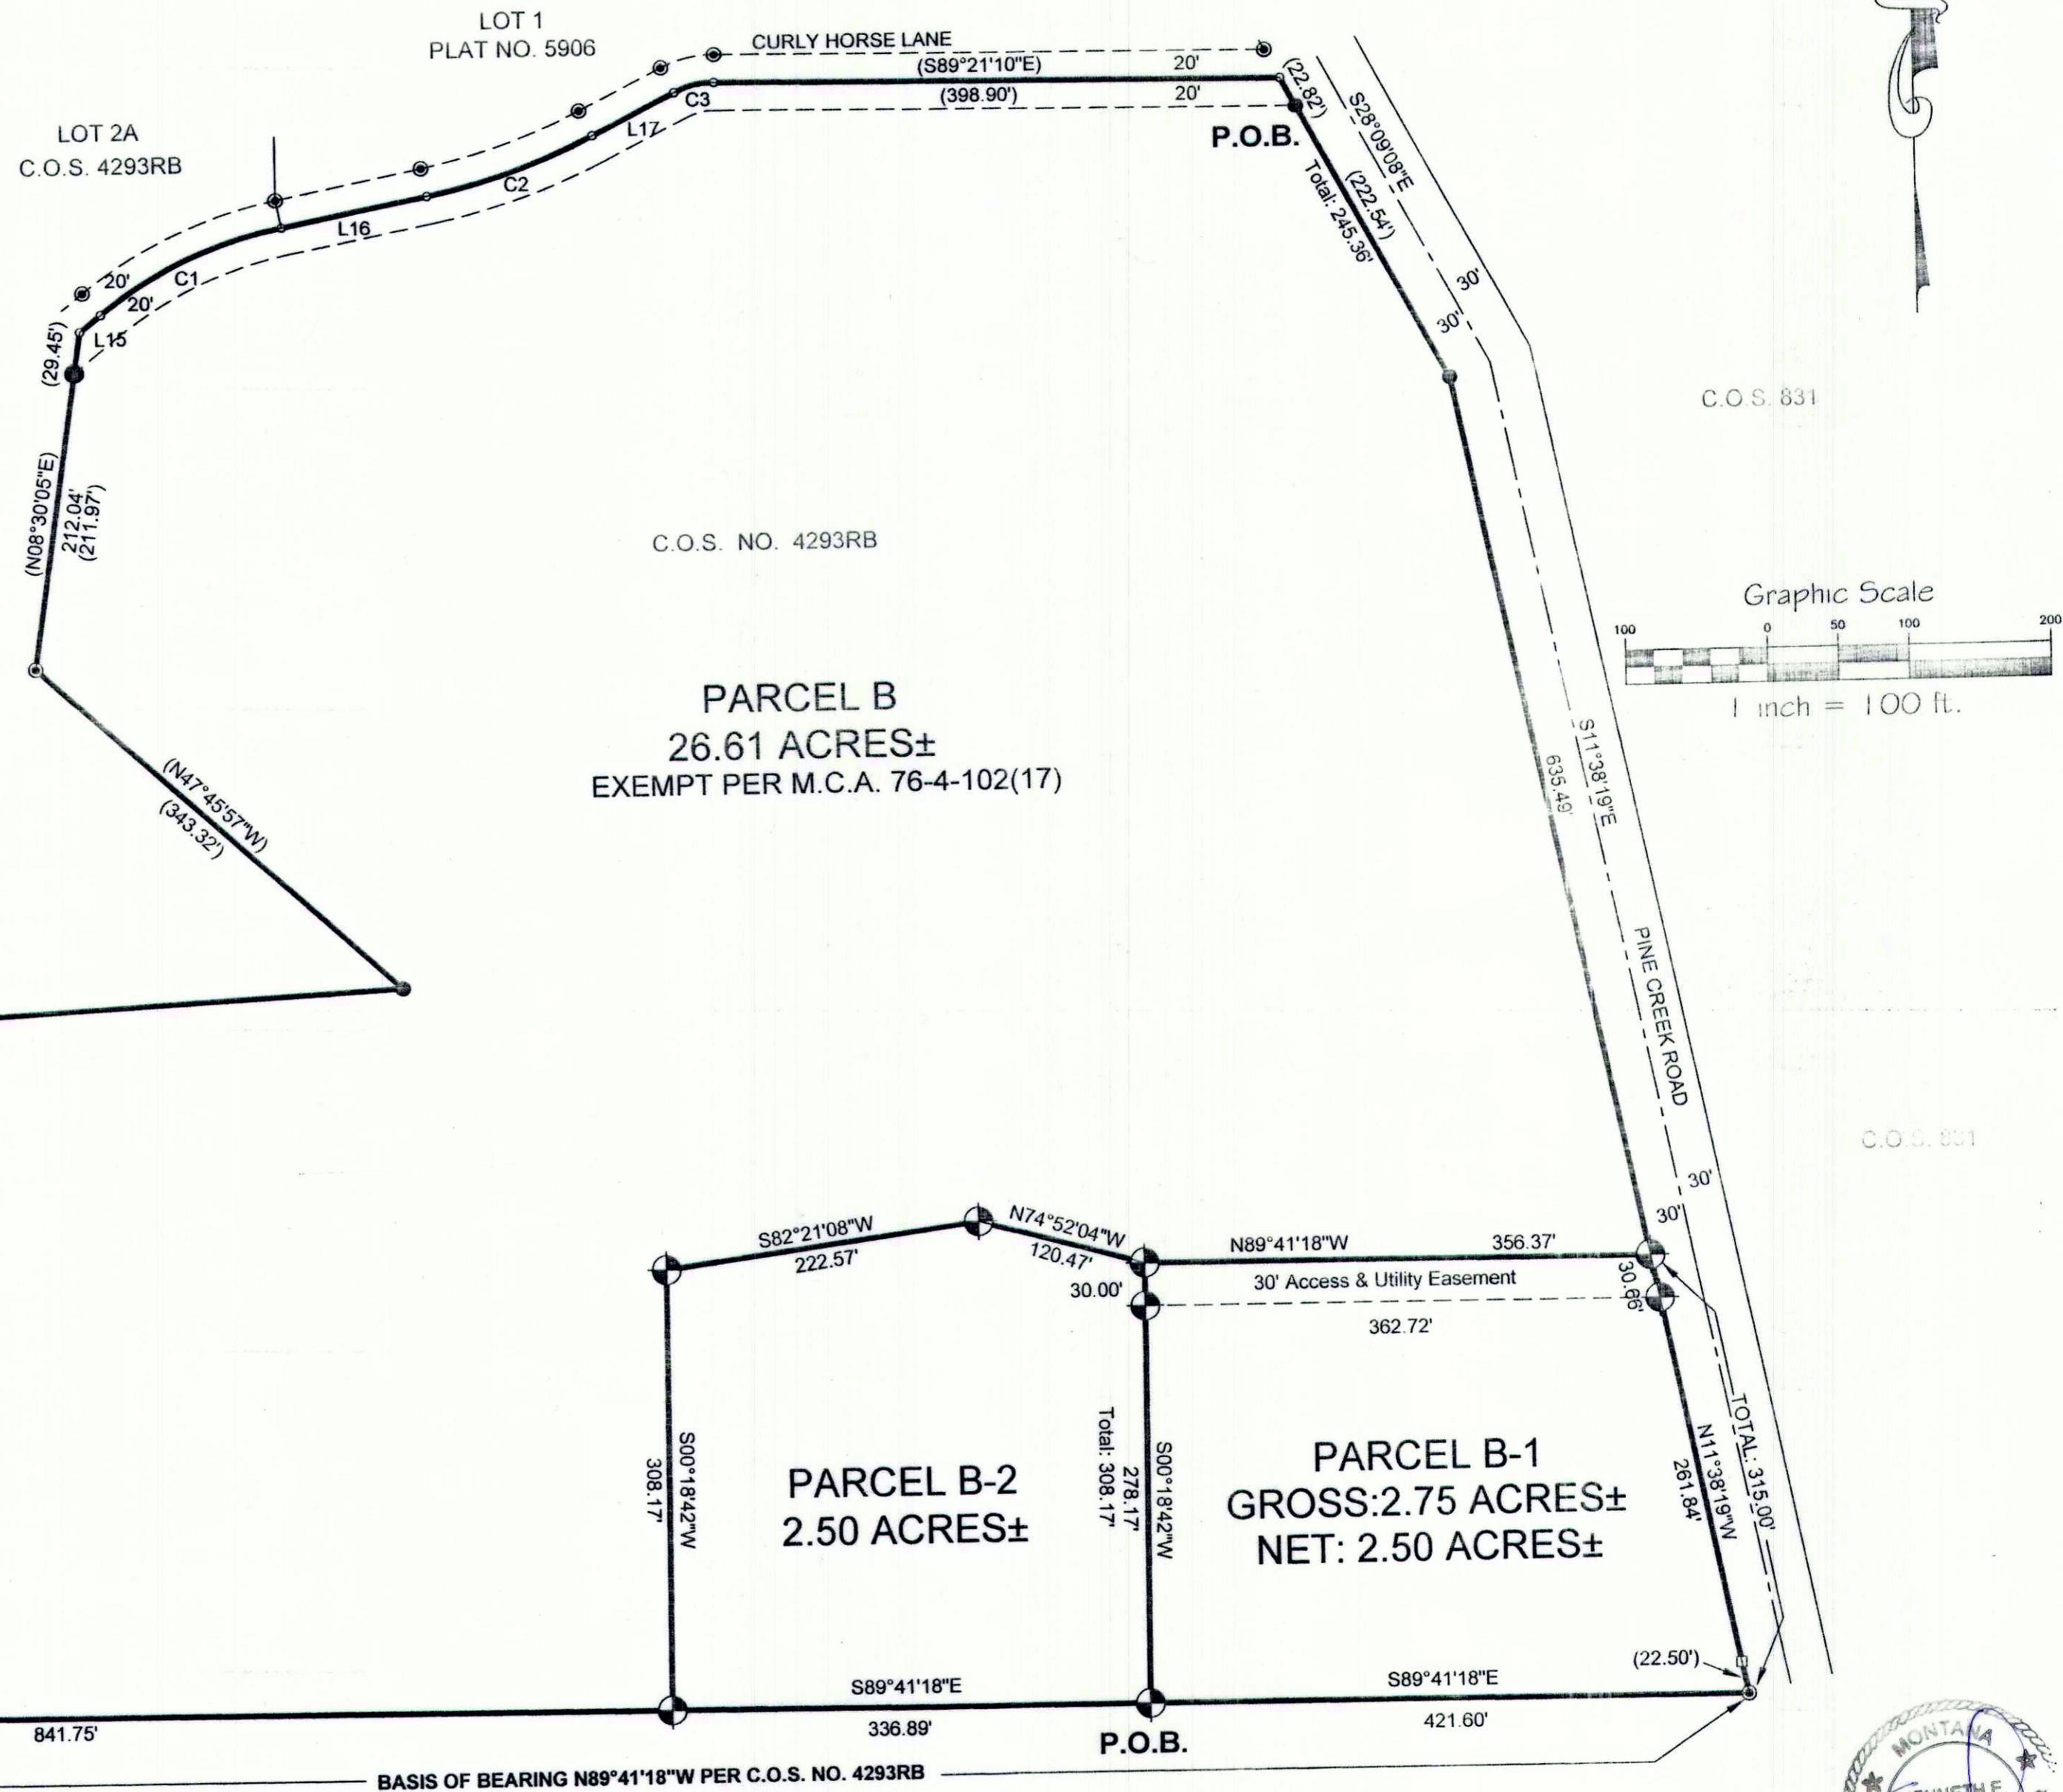 LOT 1
PLAT NO. 5906
CURLY HORSE LANE
(S89°21'10"E)
20'
(398.90')
20'
(22.82')
P.O.B.
S28°09'08"E
(222.54')
Total: 245.36'
30'
30'
C3
L17
LOT 2A
C.O.S. 4293RB
C2
L16
20'
C1
20'
L15
(29.45')
(N08°30'05"E)
212.04'
(211.97')
C.O.S. 831
C.O.S. NO. 4293RB
Graphic Scale
100
0
50
100
200
1 inch = 100 ft.
PARCEL B
26.61 ACRES±
EXEMPT PER M.C.A. 76-4-102(17)
(N47°45'57"W)
(343.32')
S11°38'19"E
635.49'
PINE CREEK ROAD
C.O.S. 831
30'
30'
S82°21'08"W
222.57'
N74°52'04"W
120.47'
N89°41'18"W
356.37'
30.00'
30' Access & Utility Easement
30.66'
362.72'
S00°18'42"W
308.17'
PARCEL B-2
2.50 ACRES±
Total: 308.17'
278.17'
S00°18'42"W
PARCEL B-1
GROSS:2.75 ACRES±
NET: 2.50 ACRES±
N11°38'19"W
261.84'
TOTAL: 315.00'
(22.50')
841.75'
S89°41'18"E
336.89'
S89°41'18"E
421.60'
P.O.B.
BASIS OF BEARING N89°41'18"W PER C.O.S. NO. 4293RB
MONTANA